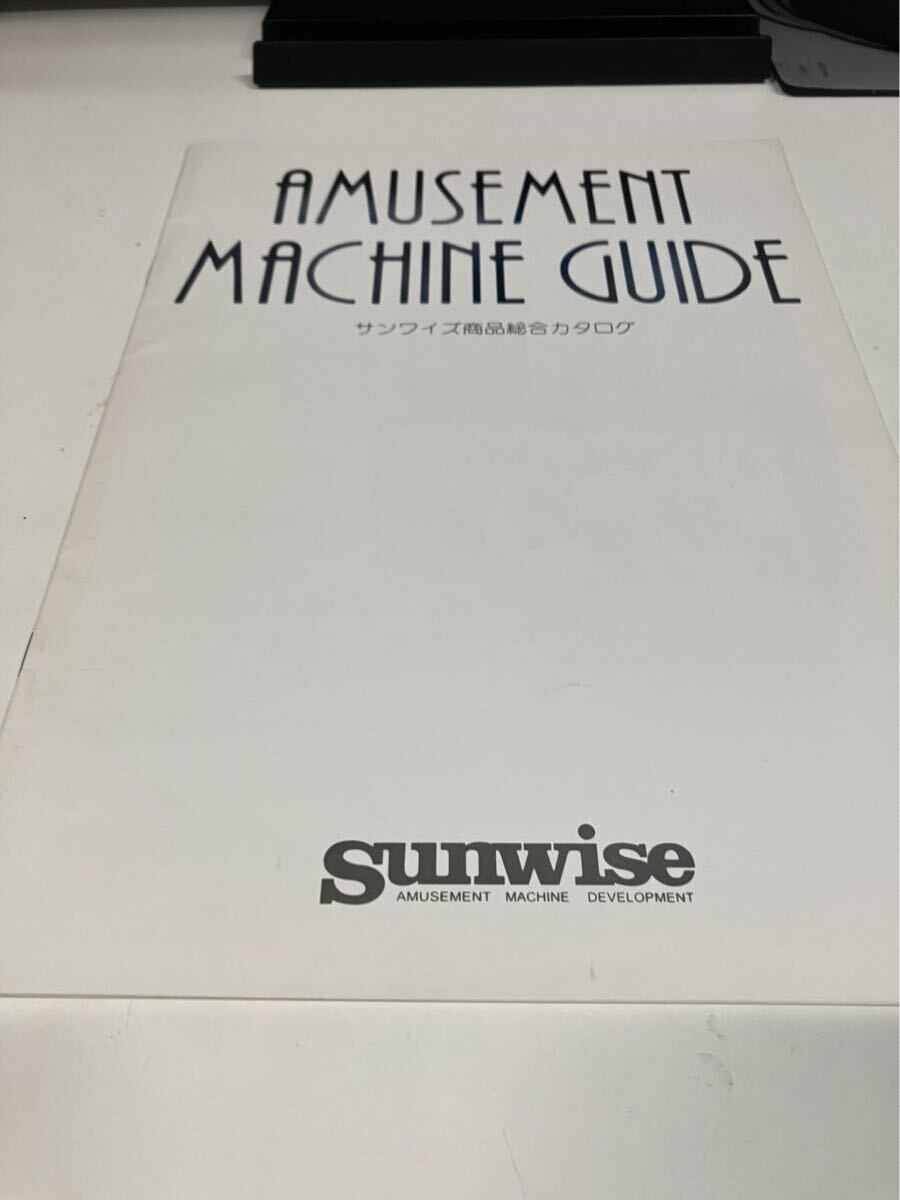 AMUSEMENT
MACHINE GUIDE
サンワイズ商品総合カタログ
Sunwise
AMUSEMENT MACHINE DEVELOPMENT